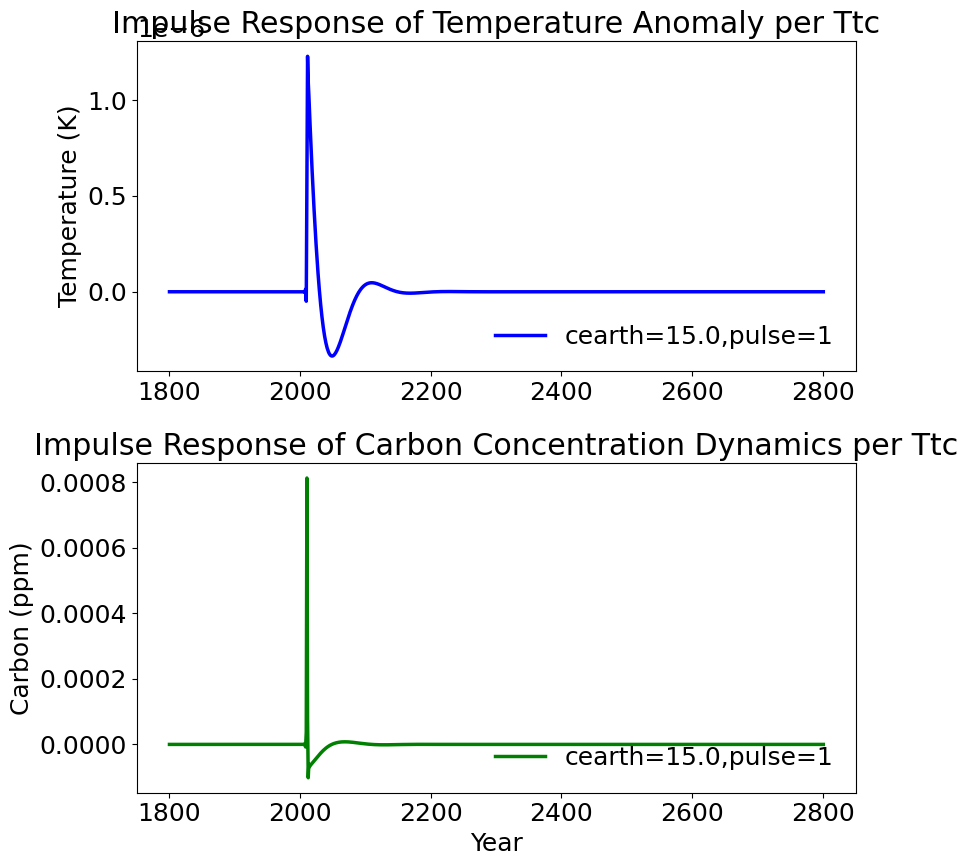 Impulse Response of Temperature Anomaly per Ttc
1e−6
Temperature (K)
1.0
0.5
0.0
cearth=15.0,pulse=1
1800 2000 2200 2400 2600 2800
Impulse Response of Carbon Concentration Dynamics per Ttc
Carbon (ppm)
0.0008
0.0006
0.0004
0.0002
0.0000
cearth=15.0,pulse=1
1800 2000 2200 2400 2600 2800
Year